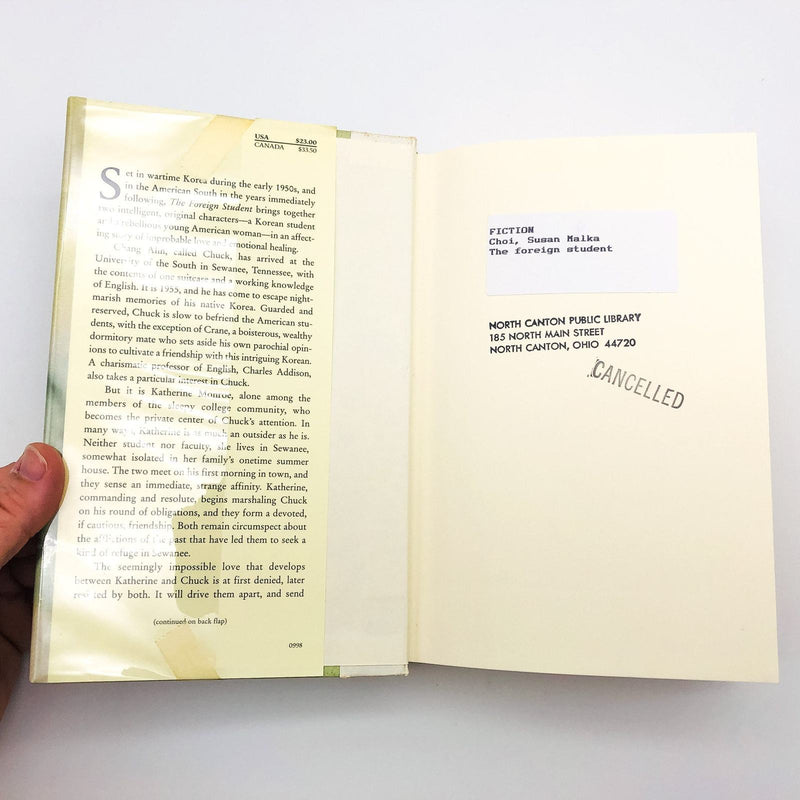 USA $23.00
CANADA $33.50
Set in wartime Korea during the early 1950s, and
in the American South in the years immediately
following, The Foreign Student brings together
two intelligent, original characters—a Korean student
and a rebellious young American woman—in an affect-
ing story of improbable love and emotional healing.
Chang Ahn, called Chuck, has arrived at the
University of the South in Sewanee, Tennessee, with
the contents of one suitcase and a working knowledge
of English. It is 1955, and he has come to escape night-
marish memories of his native Korea. Guarded and
reserved, Chuck is slow to befriend the American stu-
dents, with the exception of Crane, a boisterous, wealthy
dormitory mate who sets aside his own parochial opin-
ions to cultivate a friendship with this intriguing Korean.
A charismatic professor of English, Charles Addison,
also takes a particular interest in Chuck.
But it is Katherine Monroe, alone among the
members of the sleepy college community, who
becomes the private center of Chuck's attention. In
many ways, Katherine is as much an outsider as he is.
Neither student nor faculty, she lives in Sewanee,
somewhat isolated in her family's onetime summer
house. The two meet on his first morning in town, and
they sense an immediate, strange affinity. Katherine,
commanding and resolute, begins marshaling Chuck
on his round of obligations, and they form a devoted,
if cautious, friendship. Both remain circumspect about
the afflictions of the past that have led them to seek a
kind of refuge in Sewanee.
The seemingly impossible love that develops
between Katherine and Chuck is at first denied, later
resisted by both. It will drive them apart, and send
(continued on back flap)
0998
FICTION
Choi, Susan Malka
The foreign student
NORTH CANTON PUBLIC LIBRARY
185 NORTH MAIN STREET
NORTH CANTON, OHIO 44720
CANCELLED